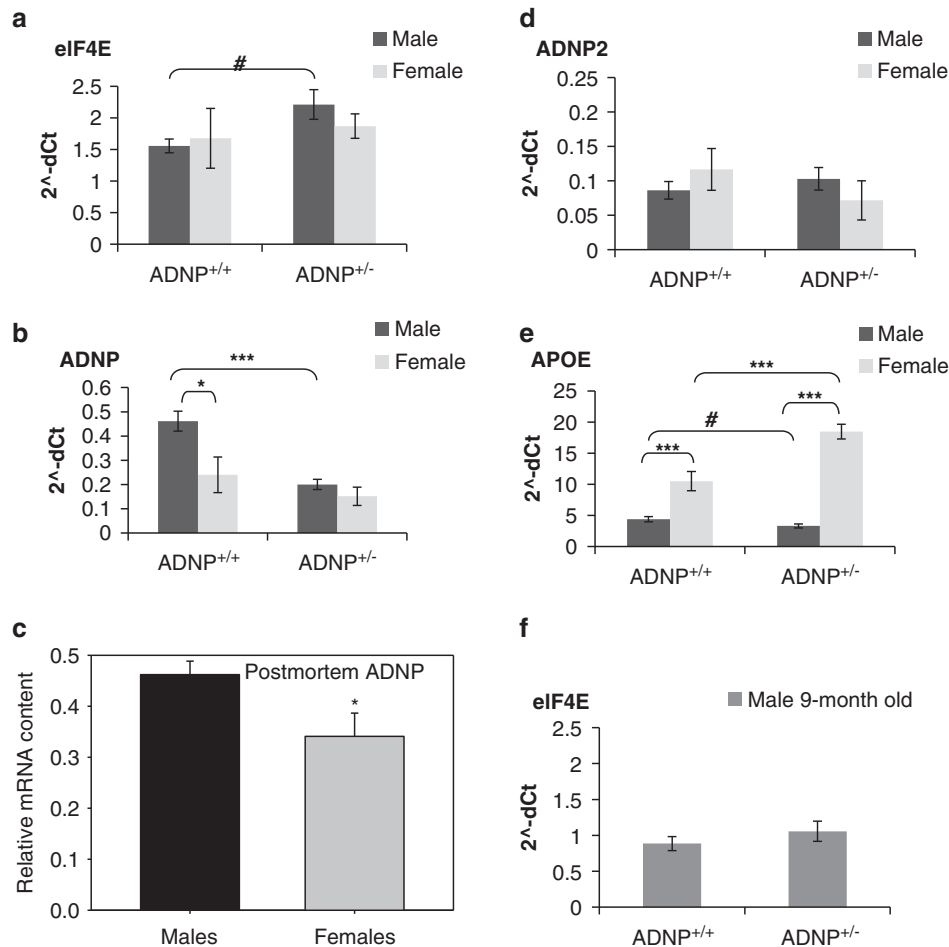 a
eIF4E
Male
Female
#
2.5
2
1.5
1
0.5
0
2^-dCt
ADNP+/+
ADNP+/-
b
ADNP
Male
Female
***
*
0.6
0.5
0.4
0.3
0.2
0.1
0
2^-dCt
ADNP+/+
ADNP+/-
c
0.5
0.4
0.3
0.2
0.1
0.0
Relative mRNA content
Postmortem ADNP
*
Males
Females
d
ADNP2
Male
Female
0.25
0.2
0.15
0.1
0.05
0
2^-dCt
ADNP+/+
ADNP+/-
e
APOE
Male
Female
***
***
#
***
25
20
15
10
5
0
2^-dCt
ADNP+/+
ADNP+/-
f
eIF4E
Male 9-month old
2.5
2
1.5
1
0.5
0
2^-dCt
ADNP+/+
ADNP+/-